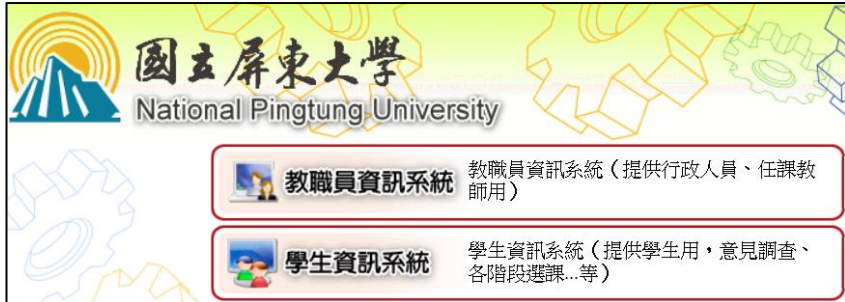 國立屏東大學
National Pingtung University
教職員資訊系統
教職員資訊系統（提供行政人員、任課教
師用）
學生資訊系統
學生資訊系統（提供學生用，意見調查、
各階段選課...等）